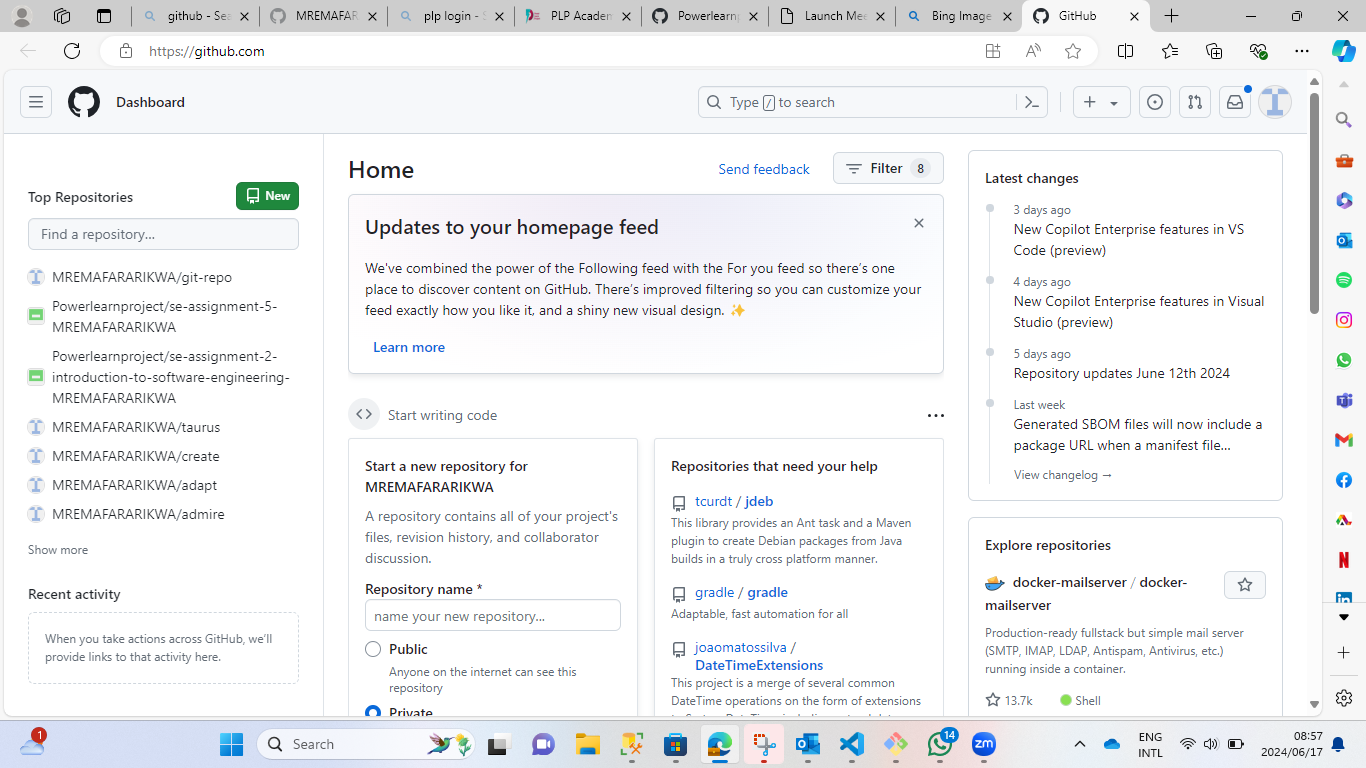 github - Sea
MREMAFAR
plp login - S
PLP Academ
Powerlearnp
Launch Mee
Bing Image
GitHub
https://github.com
Dashboard
Type / to search
Top Repositories
New
Find a repository...
MREMAFARARIKWA/git-repo
Powerlearnproject/se-assignment-5-
MREMAFARARIKWA
Powerlearnproject/se-assignment-2-
introduction-to-software-engineering-
MREMAFARARIKWA
MREMAFARARIKWA/taurus
MREMAFARARIKWA/create
MREMAFARARIKWA/adapt
MREMAFARARIKWA/admire
Show more
Recent activity
When you take actions across GitHub, we'll
provide links to that activity here.
Home
Send feedback
Filter 8
Updates to your homepage feed
We've combined the power of the Following feed with the For you feed so there's one
place to discover content on GitHub. There's improved filtering so you can customize your
feed exactly how you like it, and a shiny new visual design. ✨
Learn more
Start writing code
Start a new repository for
MREMAFARARIKWA
A repository contains all of your project's
files, revision history, and collaborator
discussion.
Repository name *
name your new repository...
Public
Anyone on the internet can see this
repository
Private
Repositories that need your help
tcurdt / jdeb
This library provides an Ant task and a Maven
plugin to create Debian packages from Java
builds in a truly cross platform manner.
gradle / gradle
Adaptable, fast automation for all
joaomatossilva /
DateTimeExtensions
This project is a merge of several common
DateTime operations on the form of extensions
Latest changes
3 days ago
New Copilot Enterprise features in VS
Code (preview)
4 days ago
New Copilot Enterprise features in Visual
Studio (preview)
5 days ago
Repository updates June 12th 2024
Last week
Generated SBOM files will now include a
package URL when a manifest file...
View changelog →
Explore repositories
docker-mailserver / docker-
mailserver
Production-ready fullstack but simple mail server
(SMTP, IMAP, LDAP, Antispam, Antivirus, etc.)
running inside a container.
13.7k
Shell
1
Search
14
zm
ENG
INTL
08:57
2024/06/17